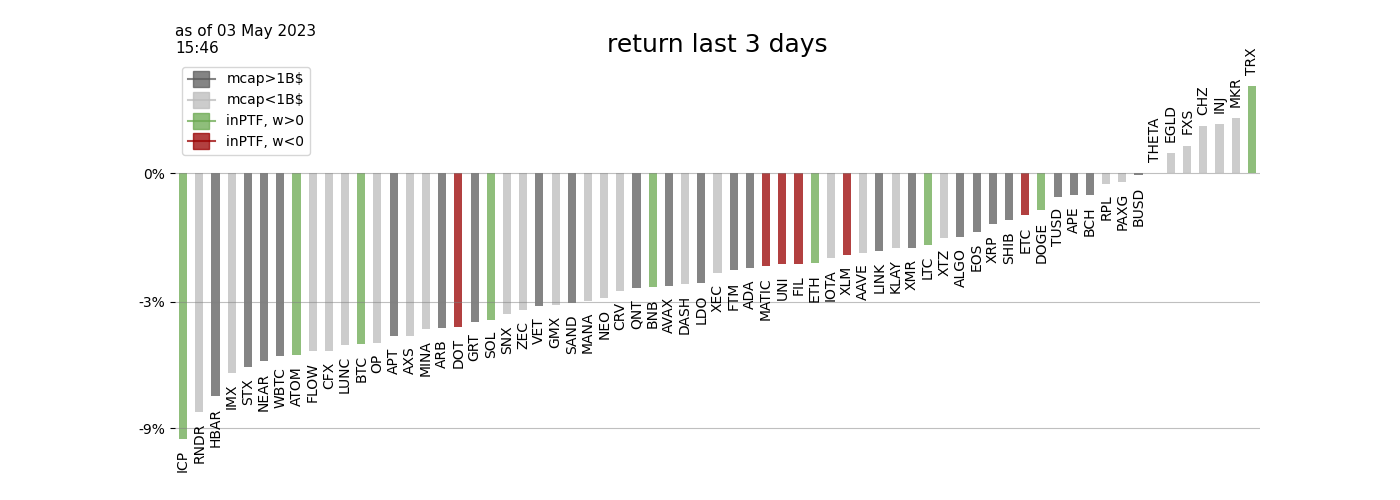 as of 03 May 2023
15:46
return last 3 days
mcap>1B$
mcap<1B$
inPTF, w>0
inPTF, w<0
0%
-3%
-9%
ICP
RNDR
HBAR
IMX
STX
NEAR
WBTC
ATOM
FLOW
CFX
LUNC
BTC
OP
APT
AXS
MINA
ARB
DOT
GRT
SOL
SNX
ZEC
VET
GMX
SAND
MANA
NEO
CRV
QNT
BNB
AVAX
DASH
LDO
XEC
FTM
ADA
MATIC
UNI
FIL
ETH
IOTA
XLM
AAVE
LINK
KLAY
XMR
LTC
XTZ
ALGO
EOS
XRP
SHIB
ETC
DOGE
TUSD
APE
BCH
RPL
PAXG
BUSD
THETA
EGLD
FXS
CHZ
INJ
MKR
TRX